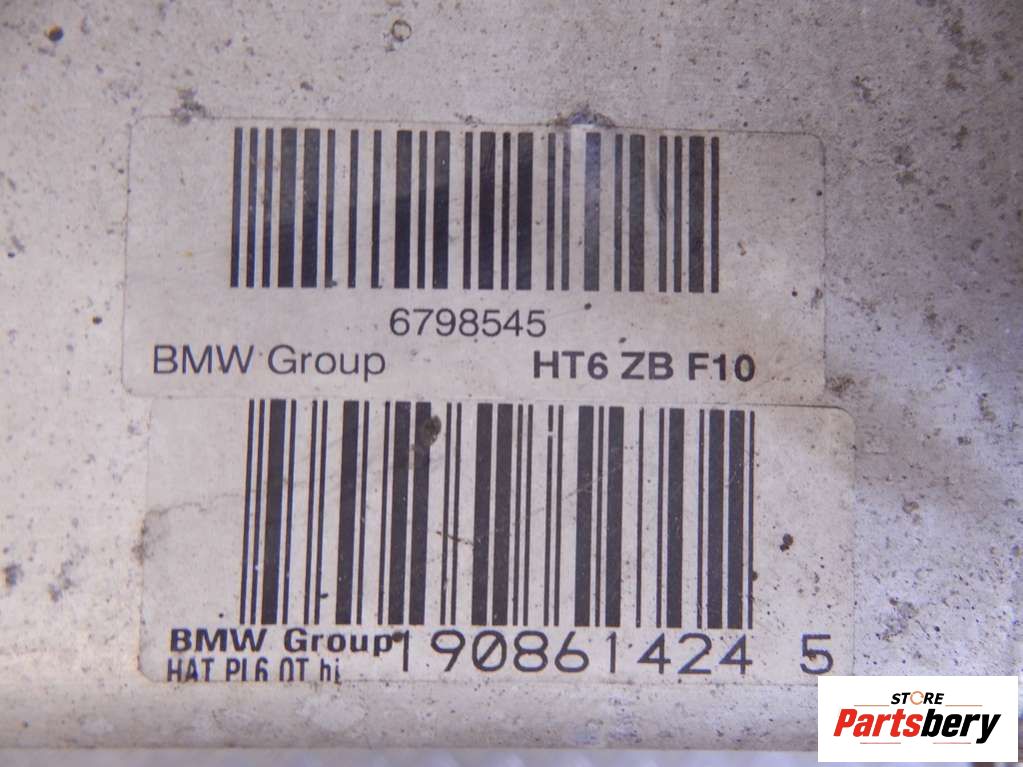 6798545
BMW Group HT6 ZB F10
BMW Group 190861424 5
HAT PL6 OT hi
STORE
Partsbery